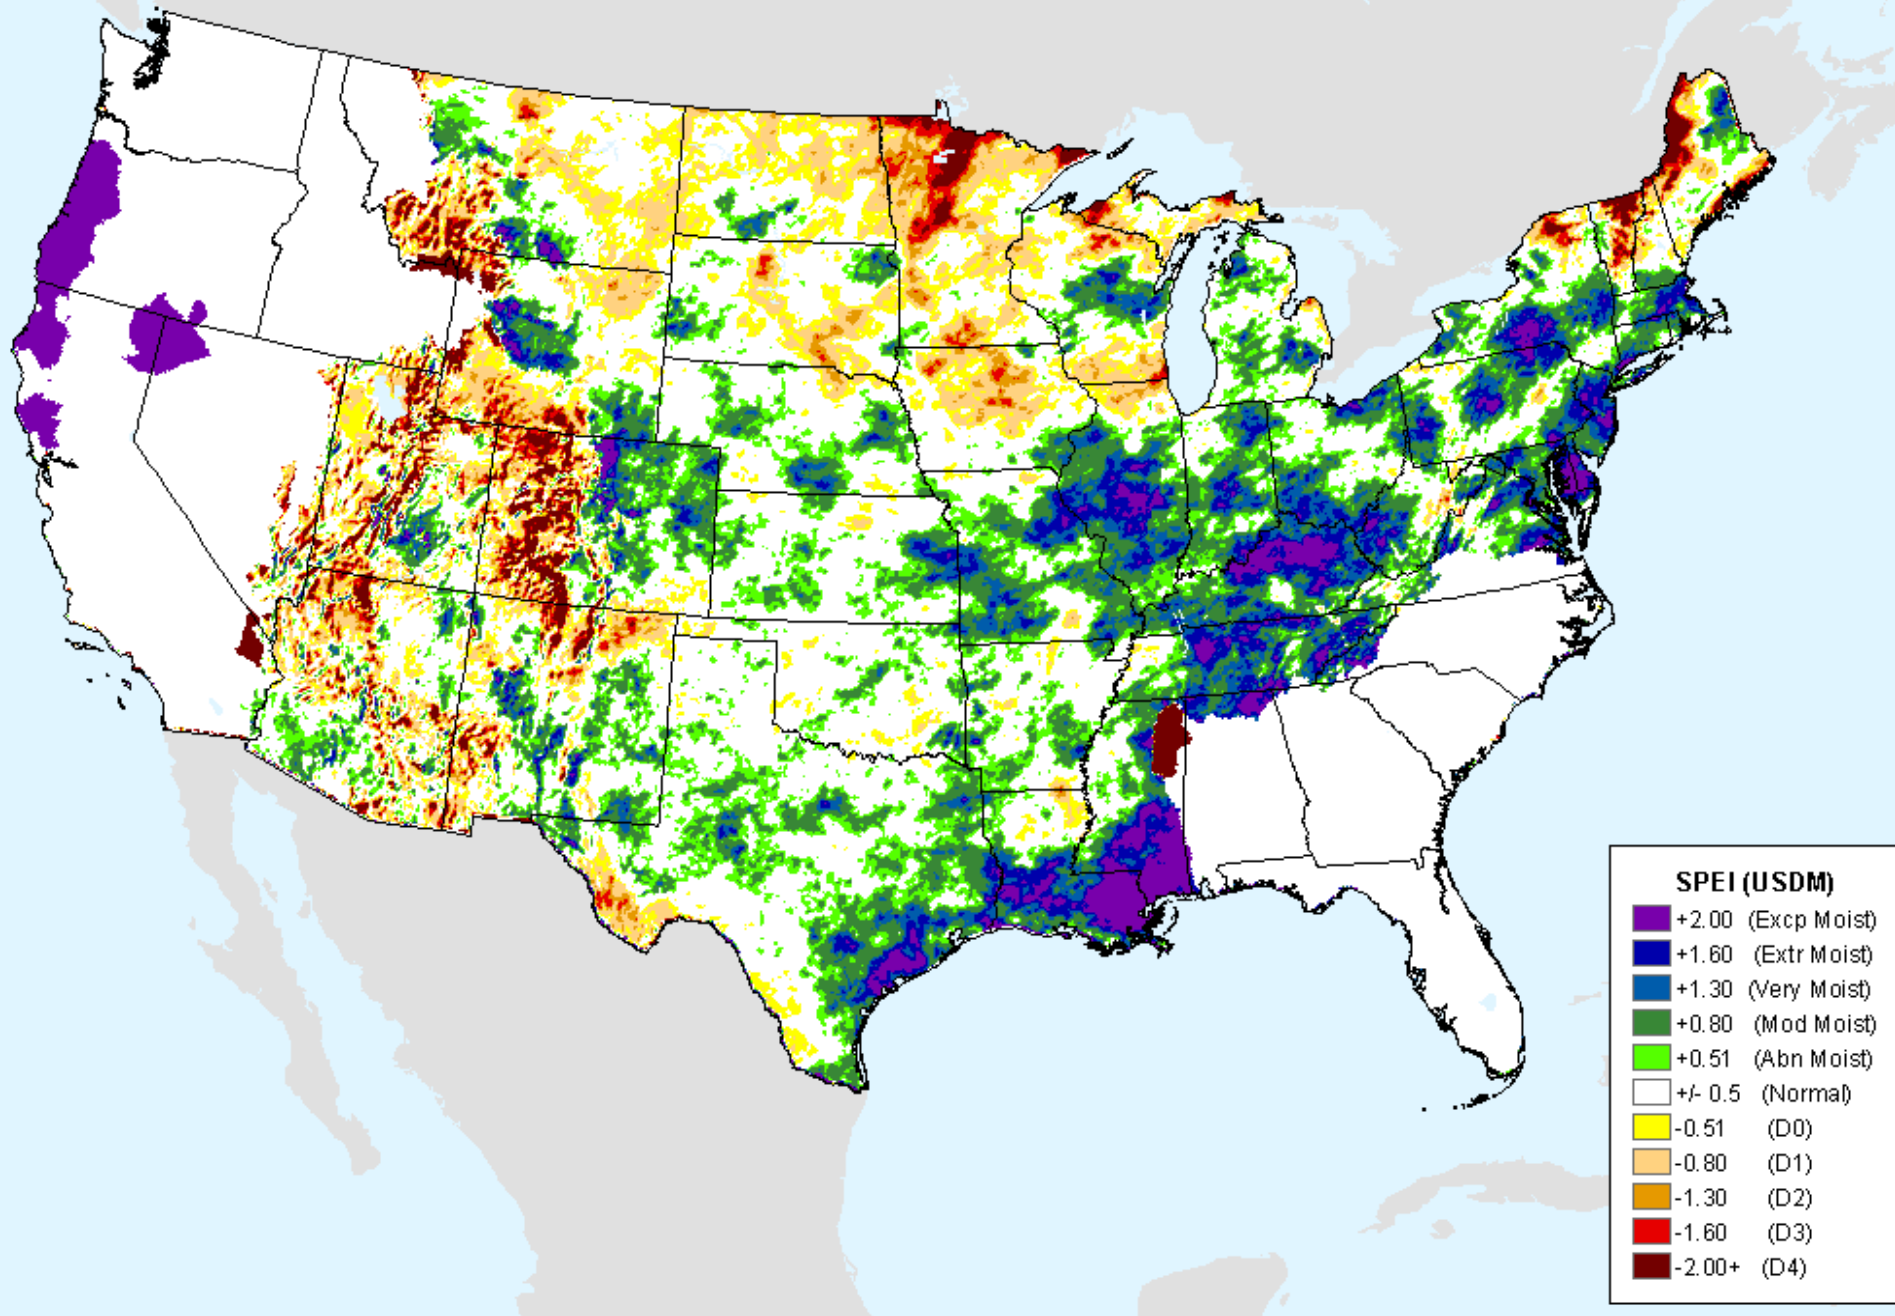 SPEI (USDM)
+2.00 (Excp Moist)
+1.60 (Extr Moist)
+1.30 (Very Moist)
+0.80 (Mod Moist)
+0.51 (Abn Moist)
+/- 0.5 (Normal)
-0.51 (D0)
-0.80 (D1)
-1.30 (D2)
-1.60 (D3)
-2.00+ (D4)